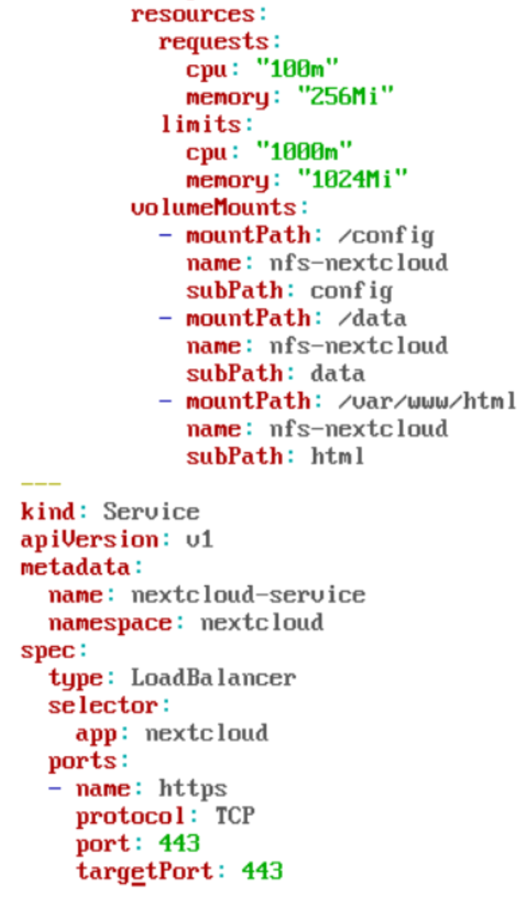 resources:
requests:
cpu: "100m"
memory: "256Mi"
limits:
cpu: "1000m"
memory: "1024Mi"
volumeMounts:
- mountPath: /config
name: nfs-nextcloud
subPath: config
- mountPath: /data
name: nfs-nextcloud
subPath: data
- mountPath: /var/www/html
name: nfs-nextcloud
subPath: html
---
kind: Service
apiVersion: v1
metadata:
name: nextcloud-service
namespace: nextcloud
spec:
type: LoadBalancer
selector:
app: nextcloud
ports:
- name: https
protocol: TCP
port: 443
targetPort: 443